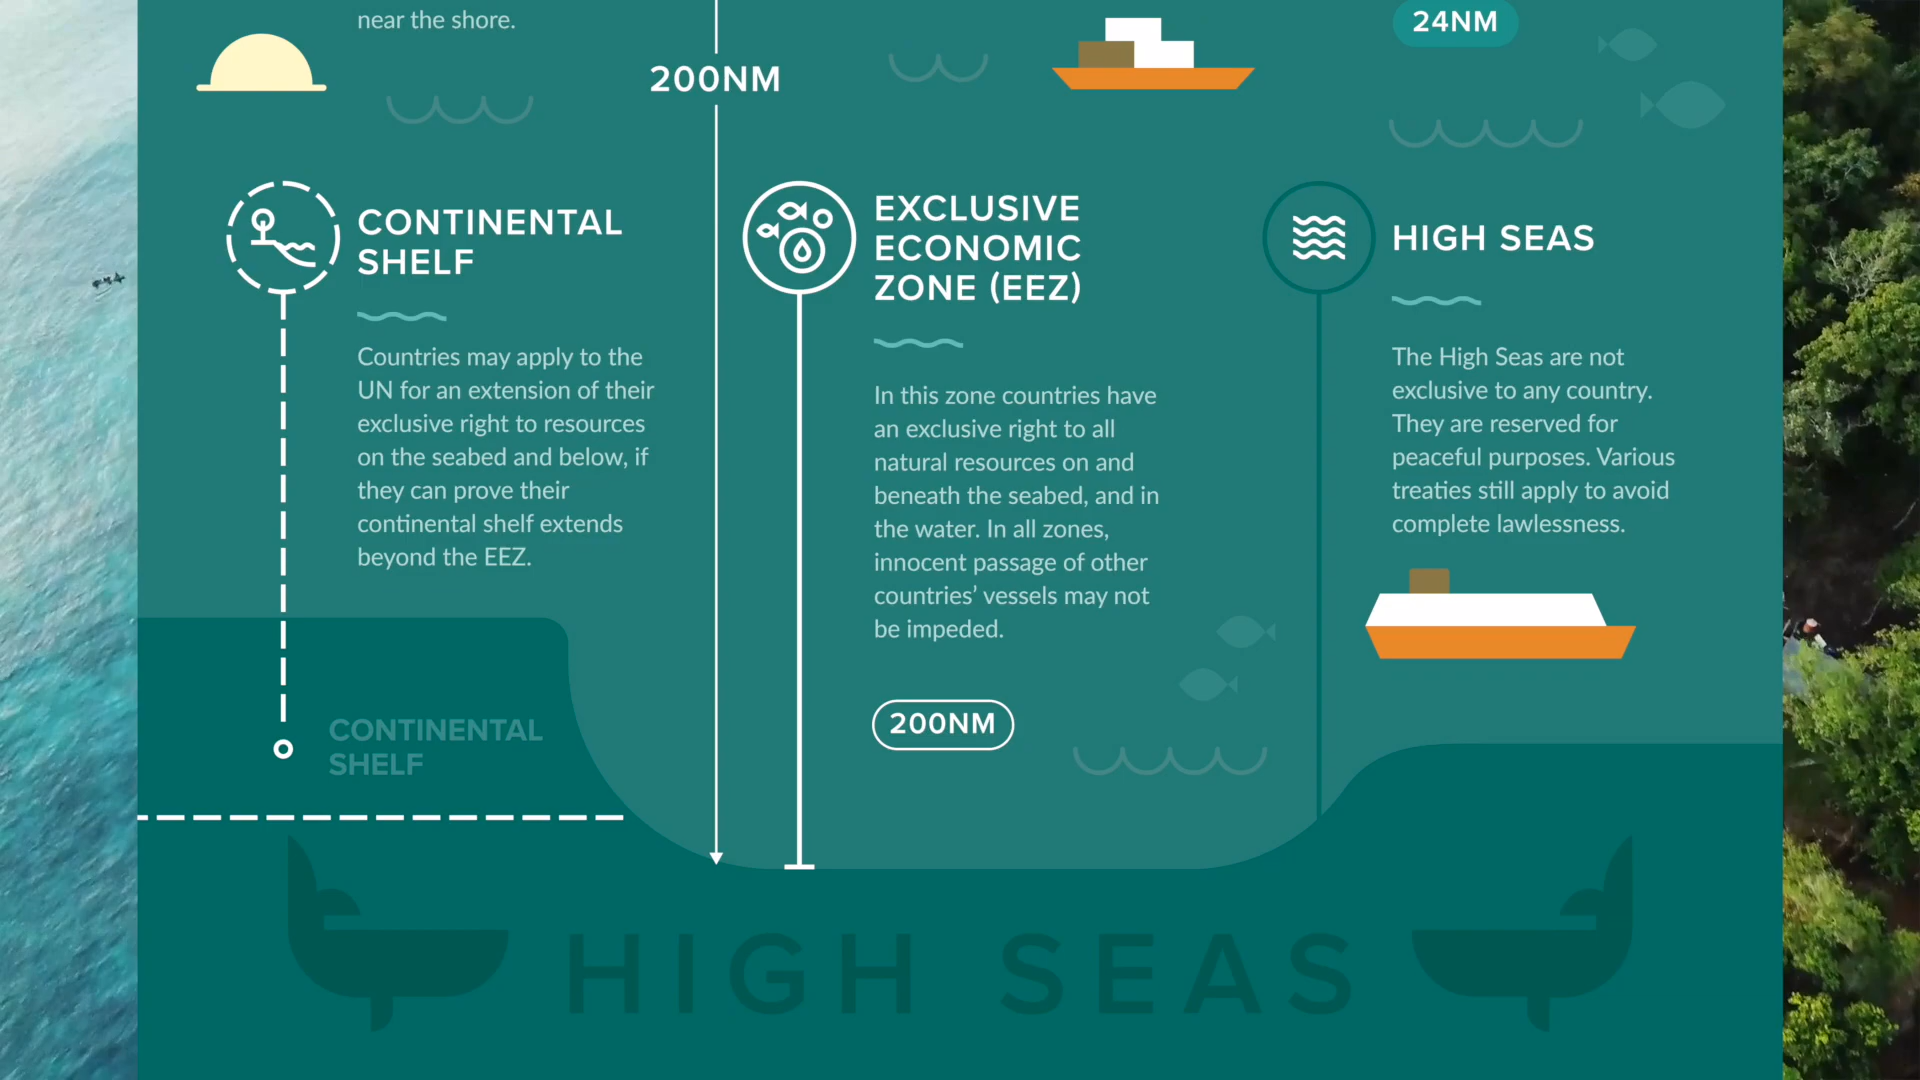 near the shore.
200NM
24NM
CONTINENTAL
SHELF
Countries may apply to the
UN for an extension of their
exclusive right to resources
on the seabed and below, if
they can prove their
continental shelf extends
beyond the EEZ.
EXCLUSIVE
ECONOMIC
ZONE (EEZ)
In this zone countries have
an exclusive right to all
natural resources on and
beneath the seabed, and in
the water. In all zones,
innocent passage of other
countries’ vessels may not
be impeded.
200NM
HIGH SEAS
The High Seas are not
exclusive to any country.
They are reserved for
peaceful purposes. Various
treaties still apply to avoid
complete lawlessness.
CONTINENTAL
SHELF
HIGH SEAS